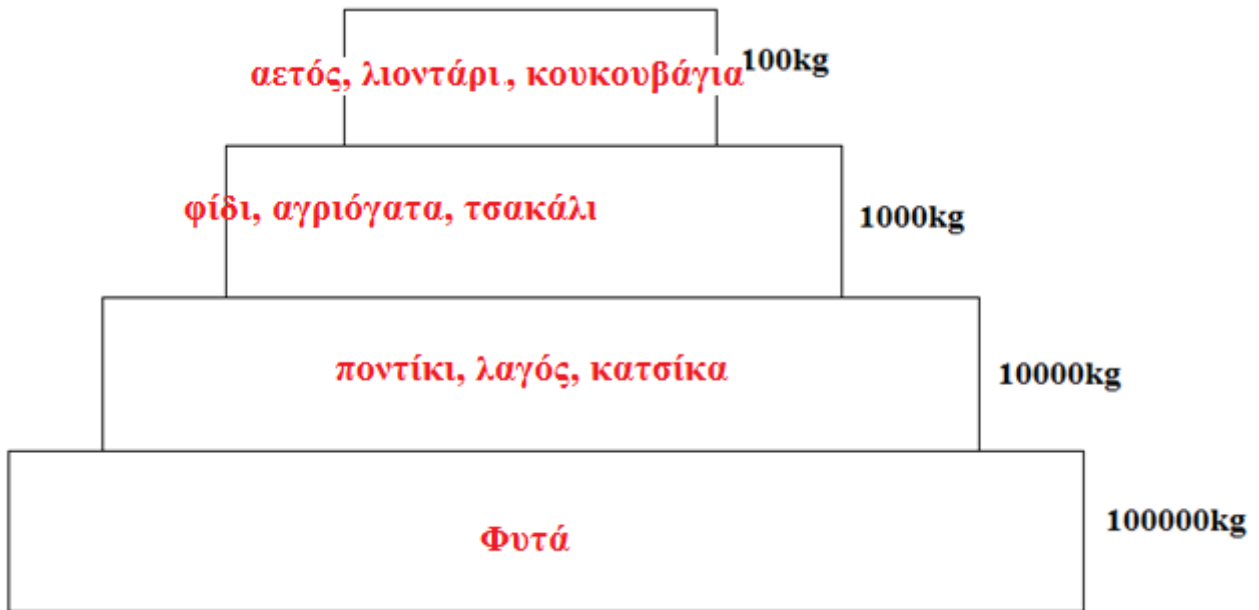 αετός, λιοντάρι., κουκουβάγια 100kg
φίδι, αγριόγατα, τσακάλι 1000kg
ποντίκι, λαγός, κατσίκα 10000kg
Φυτά 100000kg